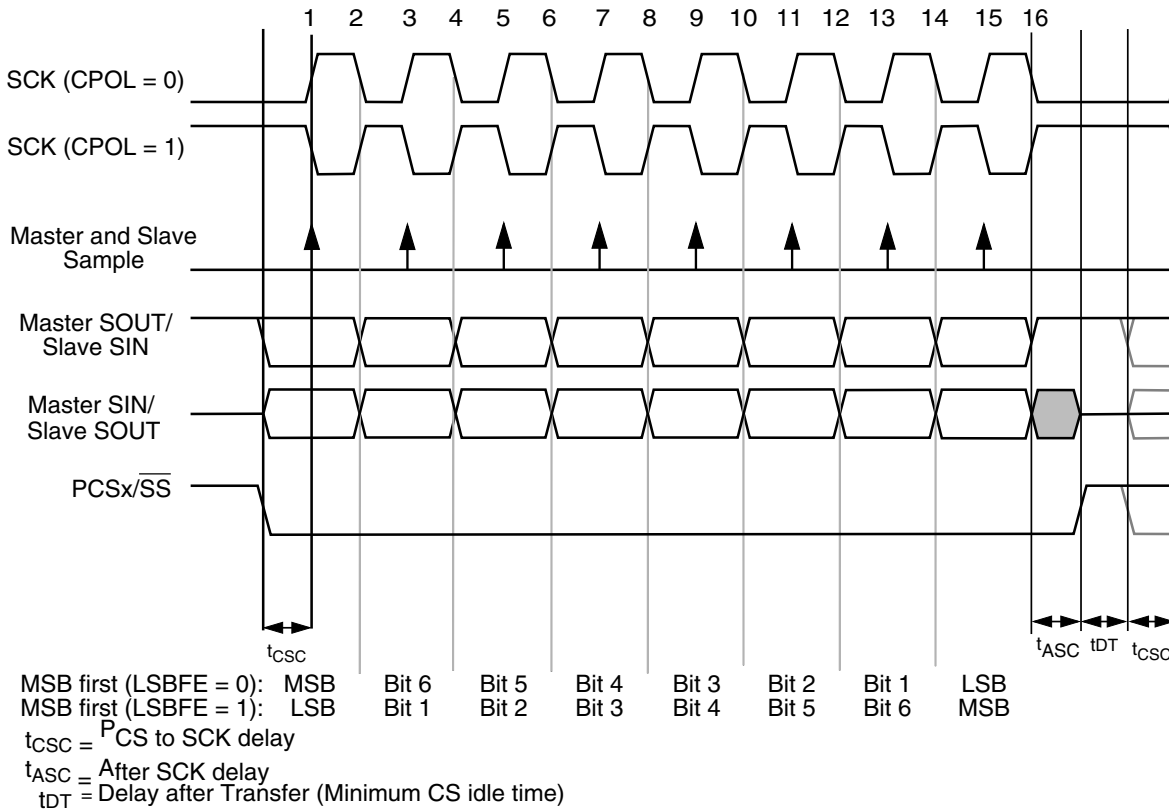 1 2 3 4 5 6 7 8 9 10 11 12 13 14 15 16
SCK (CPOL = 0)
SCK (CPOL = 1)
Master and Slave
Sample
Master SOUT/
Slave SIN
Master SIN/
Slave SOUT
PCSx/SS
tCSC tASC tDT tCSC
MSB first (LSBFE = 0): MSB Bit 6 Bit 5 Bit 4 Bit 3 Bit 2 Bit 1 LSB
MSB first (LSBFE = 1): LSB Bit 1 Bit 2 Bit 3 Bit 4 Bit 5 Bit 6 MSB
tCSC = PCS to SCK delay
tASC = After SCK delay
tDT = Delay after Transfer (Minimum CS idle time)